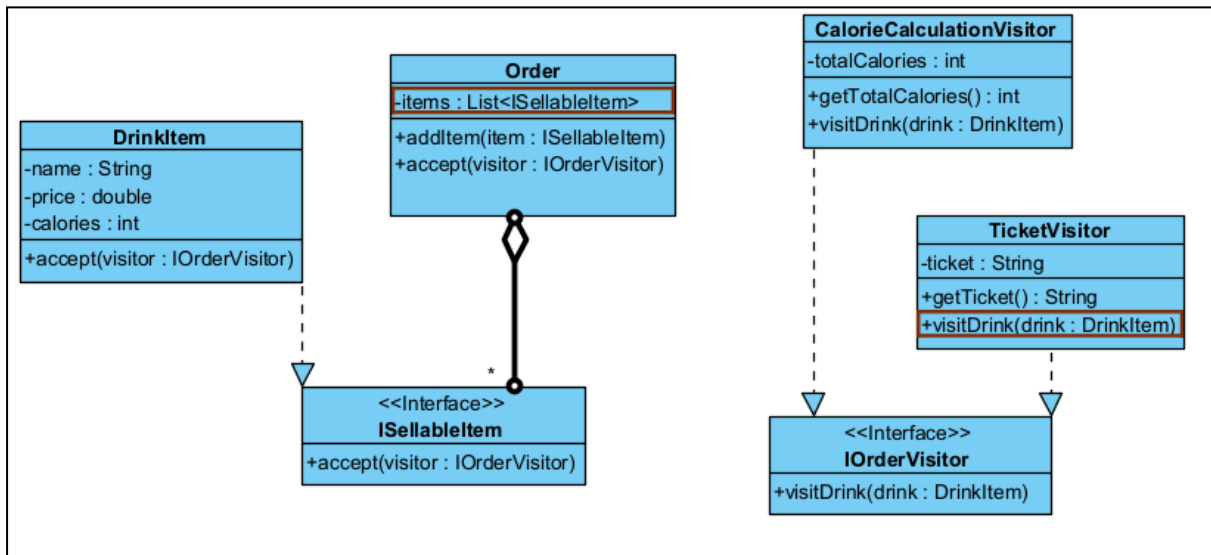 DrinkItem
-name : String
-price : double
-calories : int
+accept(visitor : IOrderVisitor)
Order
-items : List<ISellableItem>
+addItem(item : ISellableItem)
+accept(visitor : IOrderVisitor)
*
<<Interface>>
ISellableItem
+accept(visitor : IOrderVisitor)
CalorieCalculationVisitor
-totalCalories : int
+getTotalCalories() : int
+visitDrink(drink : DrinkItem)
TicketVisitor
-ticket : String
+getTicket() : String
+visitDrink(drink : DrinkItem)
<<Interface>>
IOrderVisitor
+visitDrink(drink : DrinkItem)